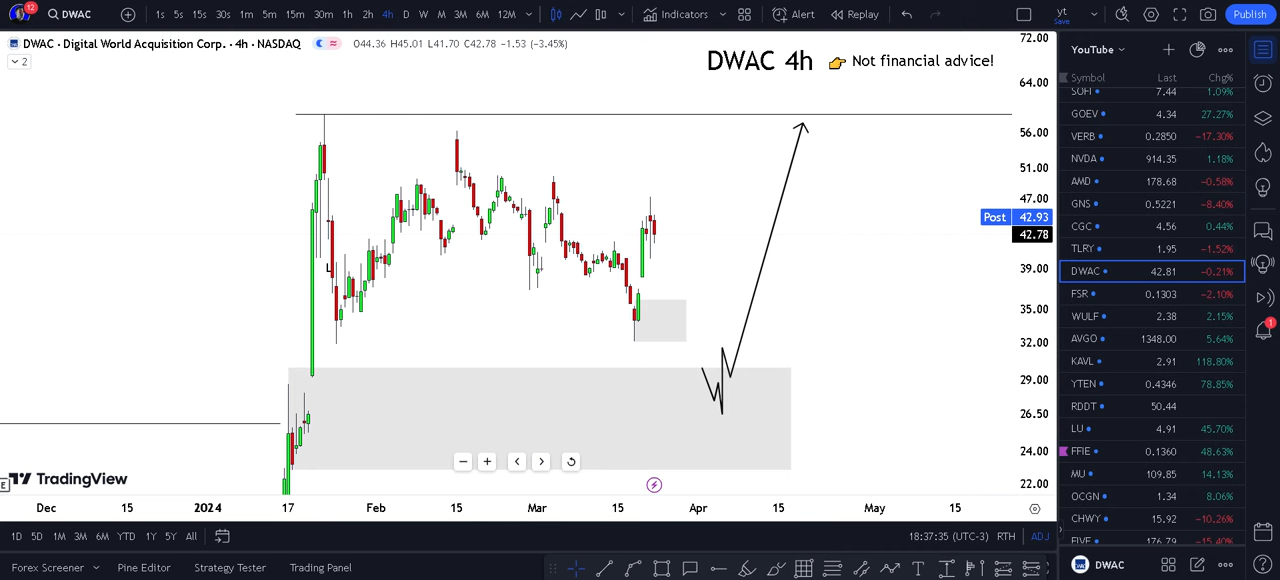 12
DWAC
1s 5s 15s 30s 1m 5m 15m 30m 1h 2h 4h D W M 3M 6M 12M
Indicators
Alert
Replay
yt
Save
Publish
DWAC · Digital World Acquisition Corp. · 4h · NASDAQ O44.36 H45.01 L41.70 C42.78 −1.53 (−3.45%)
2
DWAC 4h 👉 Not financial advice!
72.00
64.00
56.00
51.00
47.00
Post 42.93
42.78
39.00
35.00
32.00
29.00
26.50
24.00
22.00
L
E
TradingView
Dec 15 2024 17 Feb 15 Mar 15 Apr 15 May 15
1D 5D 1M 3M 6M YTD 1Y 5Y All
18:37:35 (UTC-3) RTH ADJ
Forex Screener Pine Editor Strategy Tester Trading Panel
YouTube
Symbol Last Chg%
SOFI 7.44 1.09%
GOEV 4.34 27.27%
VERB 0.2850 −17.30%
NVDA 914.35 1.18%
AMD 178.68 −0.58%
GNS 0.5221 −8.40%
CGC 4.56 0.44%
TLRY 1.95 −1.52%
DWAC 42.81 −0.21%
FSR 0.1303 −2.10%
WULF 2.38 2.15%
AVGO 1348.00 5.64%
KAVL 2.91 118.80%
YTEN 0.4346 78.85%
RDDT 50.44
LU 4.91 45.70%
FFIE 0.1360 48.63%
MU 109.85 14.13%
OCGN 1.34 8.06%
CHWY 15.92 −10.26%
FIVE 176.79 −15.40%
DWAC
1